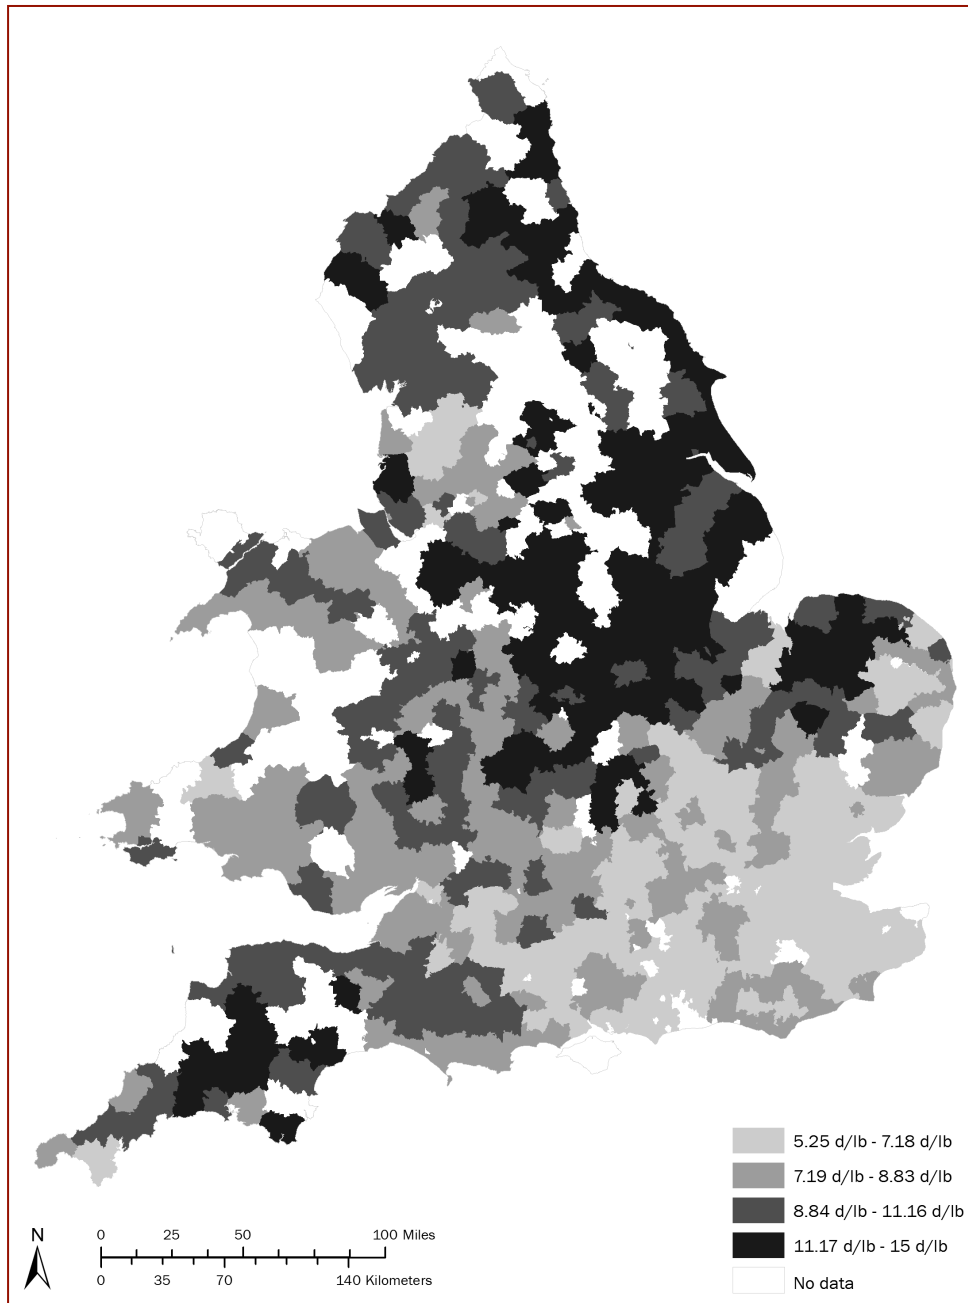 5.25 d/lb - 7.18 d/lb
7.19 d/lb - 8.83 d/lb
8.84 d/lb - 11.16 d/lb
11.17 d/lb - 15 d/lb
No data
N
0 25 50 100 Miles
0 35 70 140 Kilometers